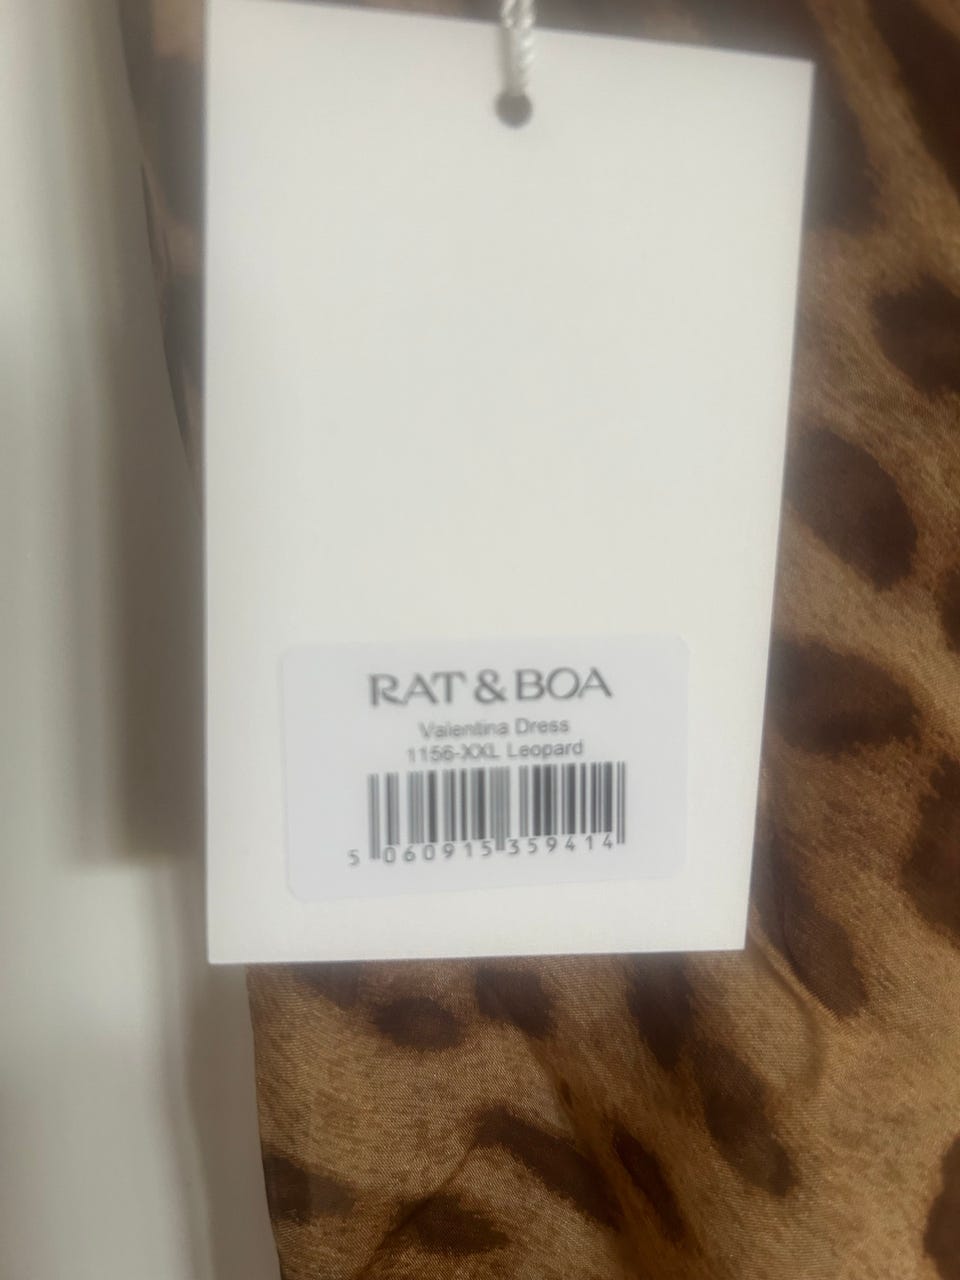 RAT & BOA
Valentina Dress
1156-XXL Leopard
5 060915 359414